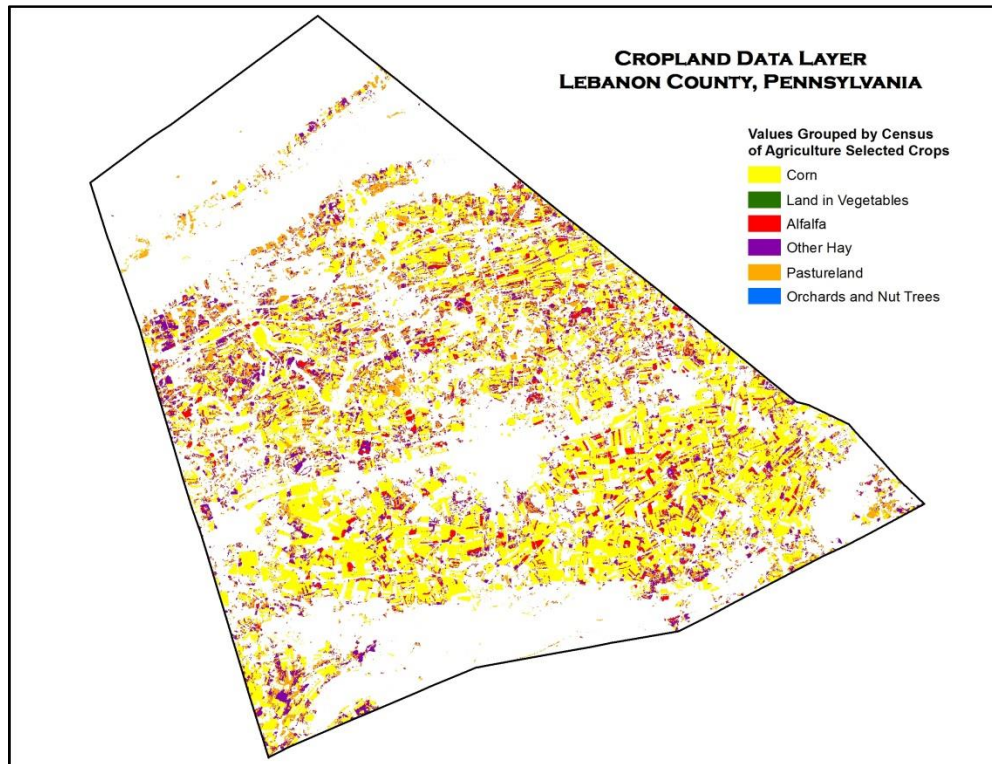 CROPLAND DATA LAYER
LEBANON COUNTY, PENNSYLVANIA
Values Grouped by Census
of Agriculture Selected Crops
Corn
Land in Vegetables
Alfalfa
Other Hay
Pastureland
Orchards and Nut Trees